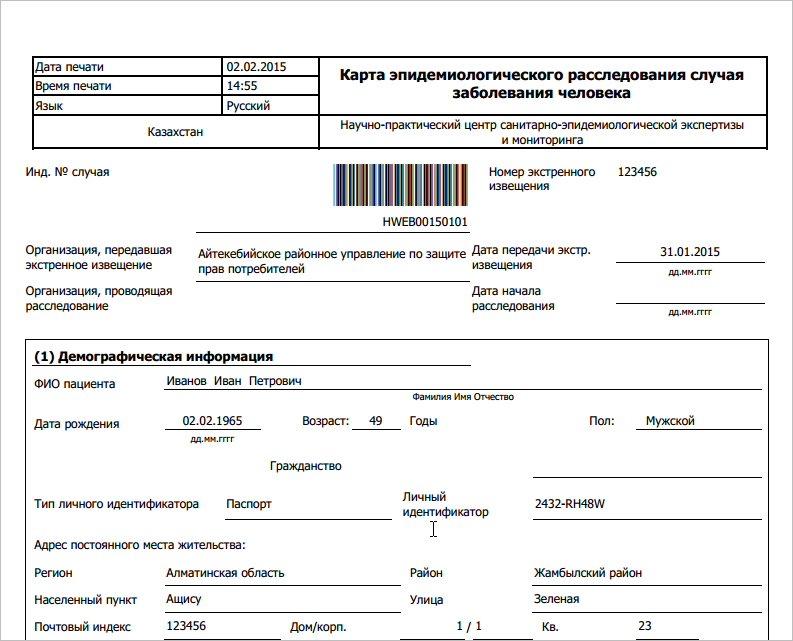 Дата печати 02.02.2015
Время печати 14:55
Язык Русский
Карта эпидемиологического расследования случая
заболевания человека
Казахстан
Научно-практический центр санитарно-эпидемиологической экспертизы
и мониторинга
Инд. № случая
HWEB00150101
Номер экстренного
извещения
123456
Организация, передавшая
экстренное извещение
Айтекебийское районное управление по защите
прав потребителей
Дата передачи экстр.
извещения
31.01.2015
дд.мм.гггг
Организация, проводящая
расследование
Дата начала
расследования
дд.мм.гггг
(1) Демографическая информация
ФИО пациента Иванов Иван Петрович
Фамилия Имя Отчество
Дата рождения 02.02.1965 Возраст: 49 Годы Пол: Мужской
дд.мм.гггг
Гражданство
Тип личного идентификатора Паспорт
Личный
идентификатор
2432-RH48W
Адрес постоянного места жительства:
Регион Алматинская область Район Жамбылский район
Населенный пункт Ащису Улица Зеленая
Почтовый индекс 123456 Дом/корп. 1 / 1 Кв. 23